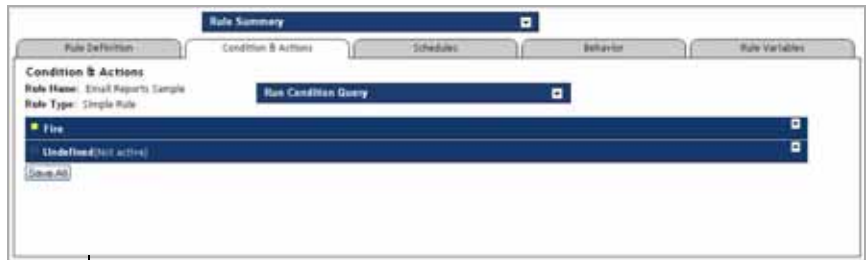 Rule Summary
Rule Definition
Condition & Actions
Schedules
Behavior
Rule Variables
Condition & Actions
Rule Name: Email Reports Sample
Run Condition Query
Rule Type: Simple Rule
Fire
Undefined(Not active)
Save All